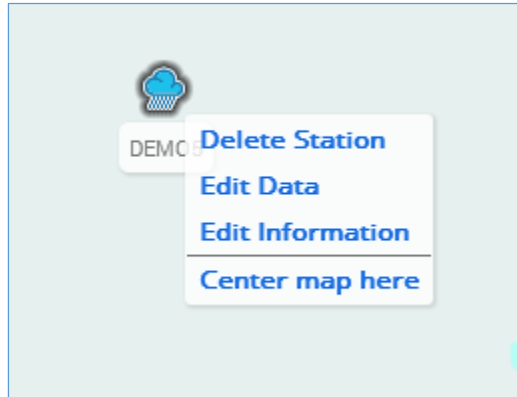 DEMO
Delete Station
Edit Data
Edit Information
Center map here